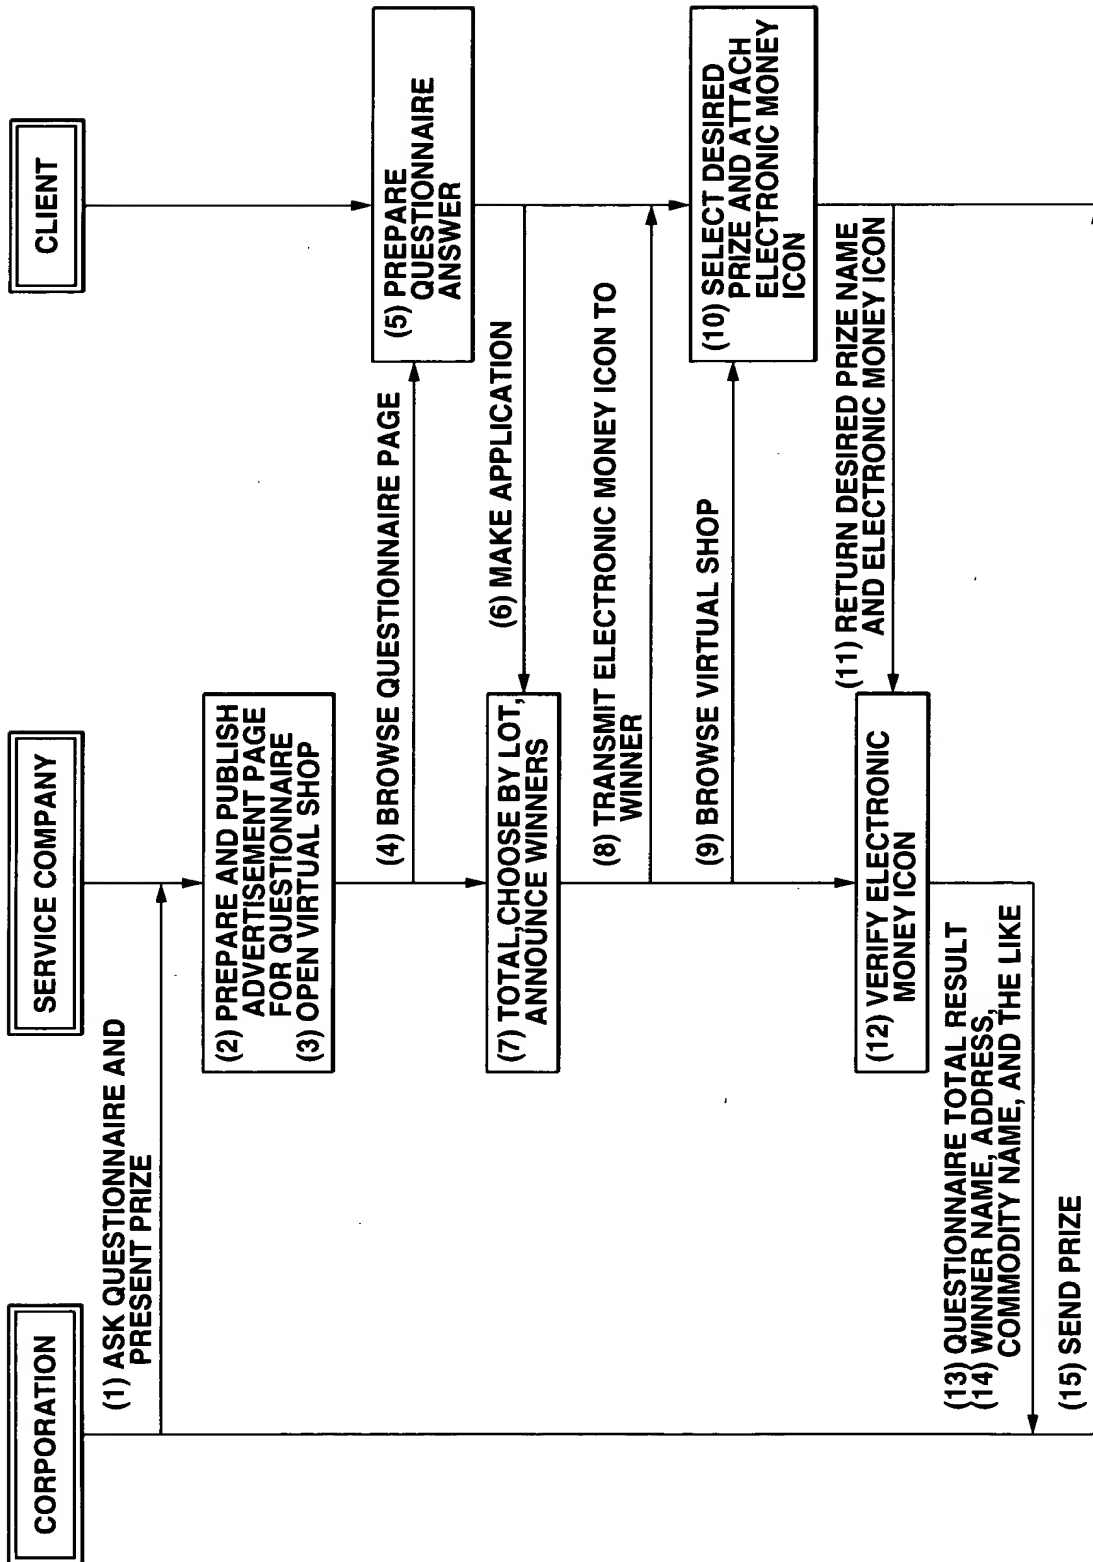 CORPORATION
SERVICE COMPANY
CLIENT
(1) ASK QUESTIONNAIRE AND
PRESENT PRIZE
(2) PREPARE AND PUBLISH
ADVERTISEMENT PAGE
FOR QUESTIONNAIRE
(3) OPEN VIRTUAL SHOP
(4) BROWSE QUESTIONNAIRE PAGE
(5) PREPARE
QUESTIONNAIRE
ANSWER
(6) MAKE APPLICATION
(7) TOTAL,CHOOSE BY LOT,
ANNOUNCE WINNERS
(8) TRANSMIT ELECTRONIC MONEY ICON TO
WINNER
(9) BROWSE VIRTUAL SHOP
(10) SELECT DESIRED
PRIZE AND ATTACH
ELECTRONIC MONEY
ICON
(11) RETURN DESIRED PRIZE NAME
AND ELECTRONIC MONEY ICON
(12) VERIFY ELECTRONIC
MONEY ICON
(13) QUESTIONNAIRE TOTAL RESULT
(14) WINNER NAME, ADDRESS,
COMMODITY NAME, AND THE LIKE
(15) SEND PRIZE